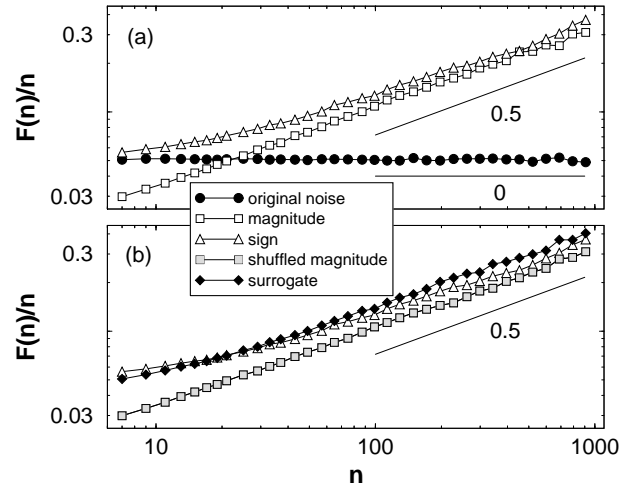 (a)
0.3
F(n)/n
0.03
0.5
0
original noise
magnitude
sign
shuffled magnitude
surrogate
(b)
0.3
F(n)/n
0.03
0.5
10
100
1000
n